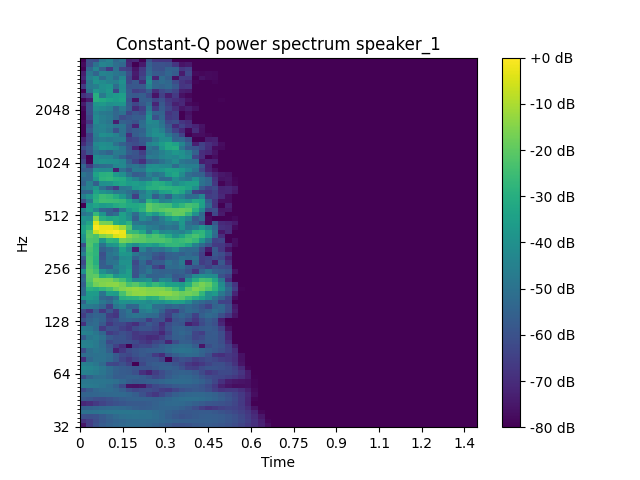 Constant-Q power spectrum speaker_1
+0 dB
-10 dB
-20 dB
-30 dB
-40 dB
-50 dB
-60 dB
-70 dB
-80 dB
2048
1024
512
256
128
64
32
Hz
0 0.15 0.3 0.45 0.6 0.75 0.9 1.1 1.2 1.4
Time